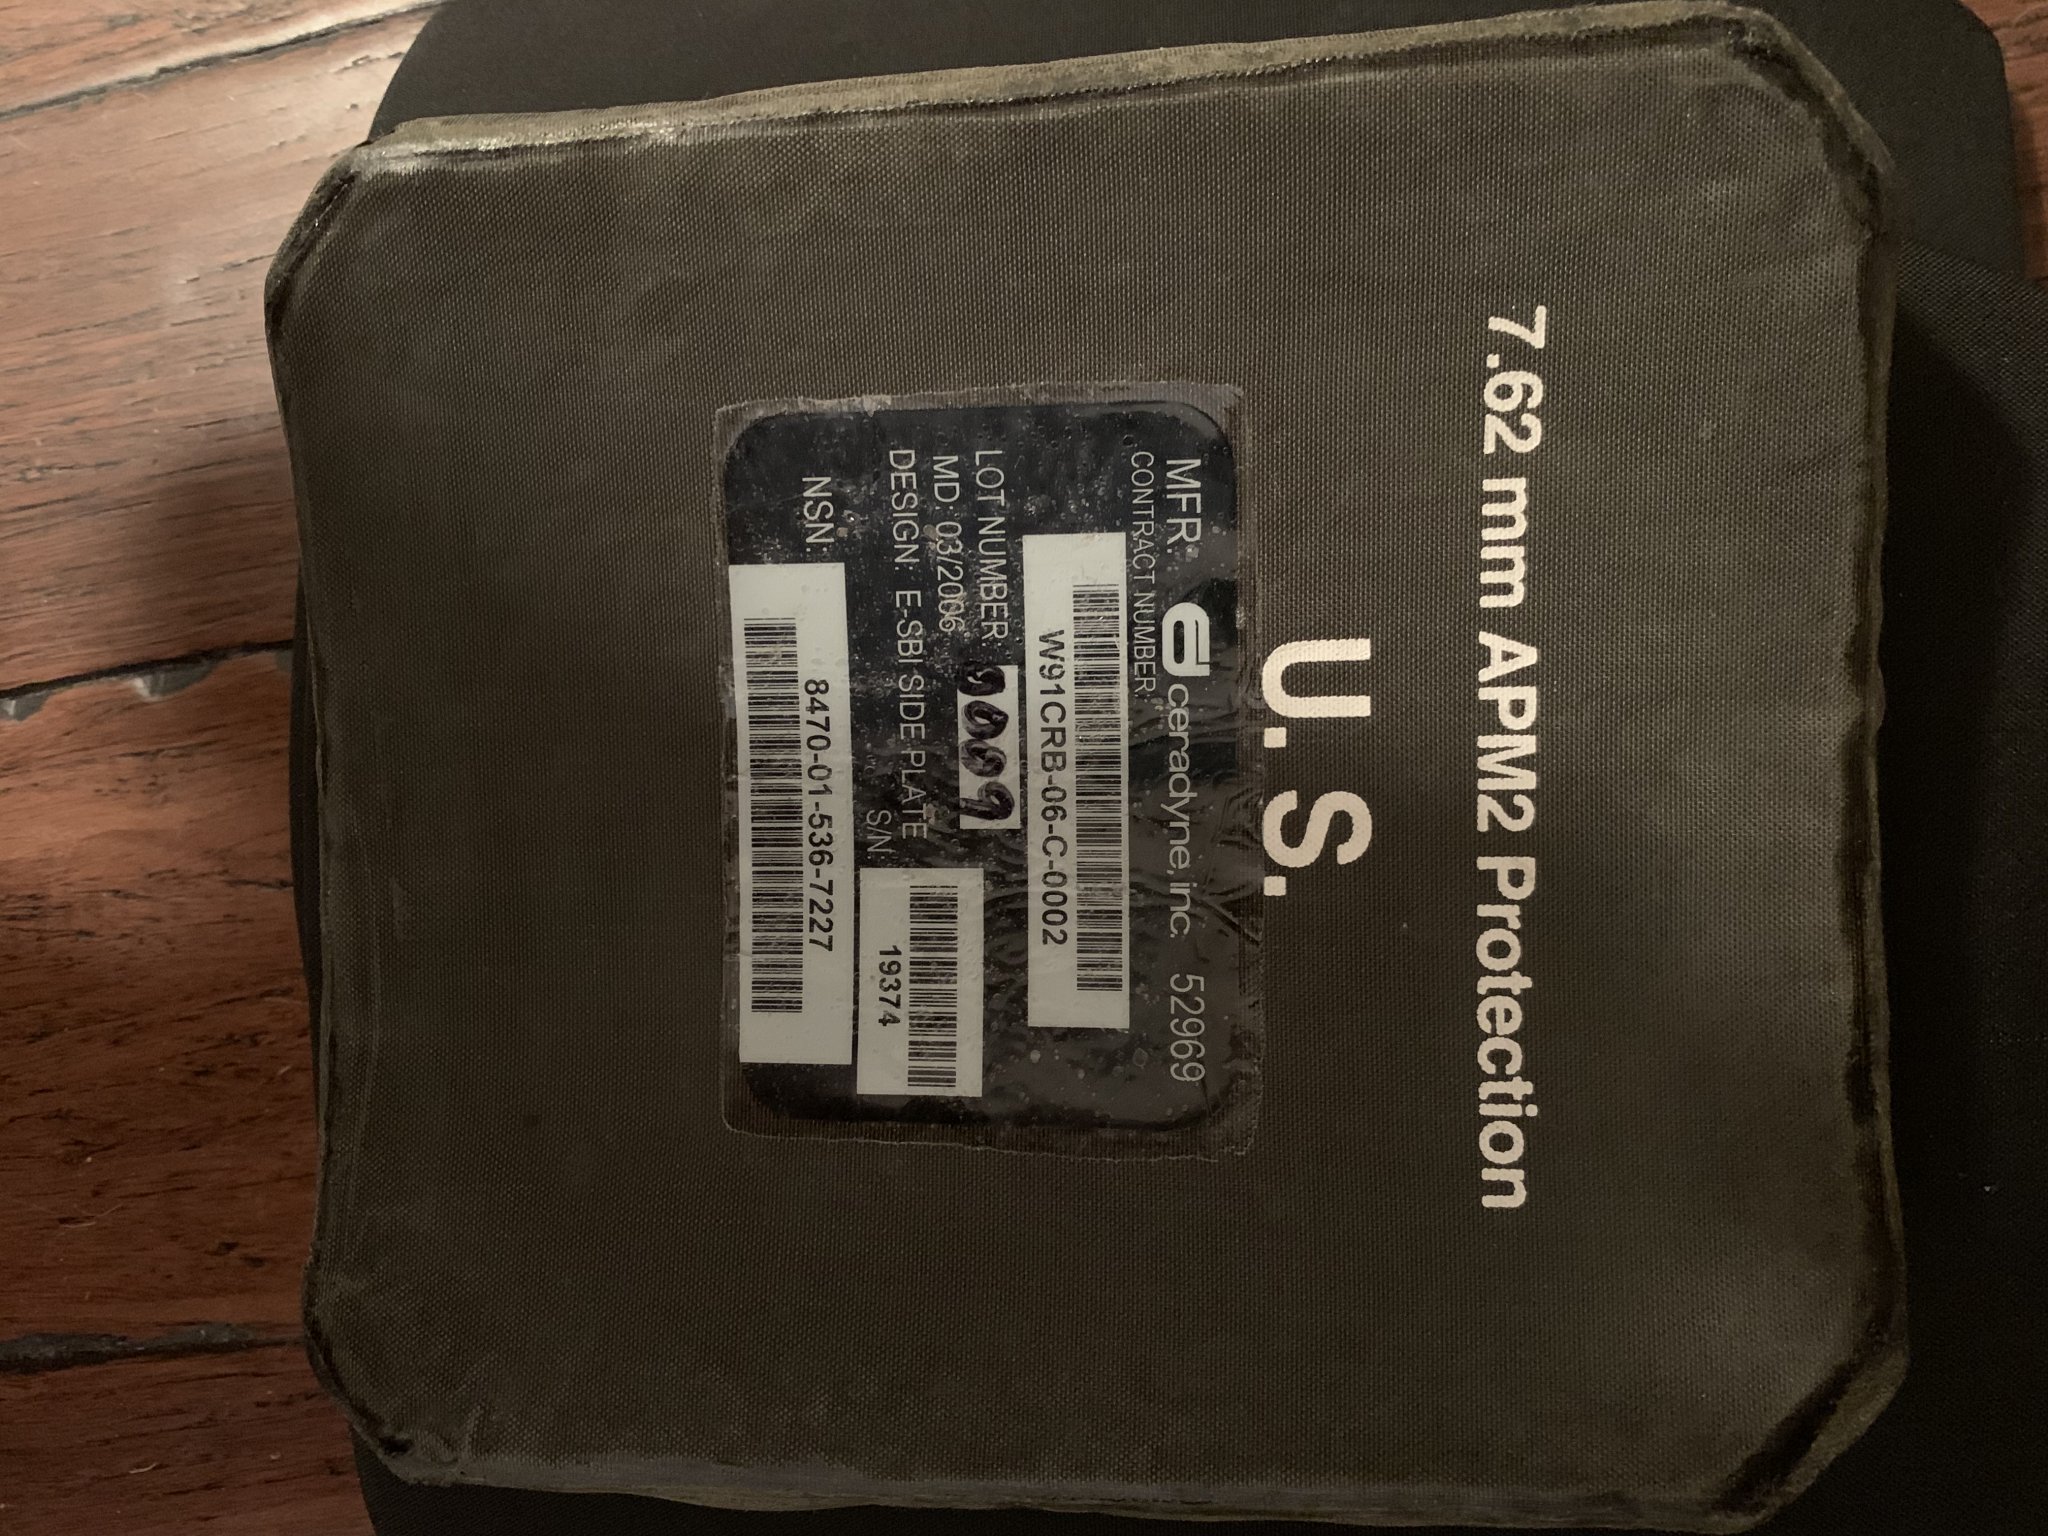 7.62 mm APM2 Protection
U. S.
MFR: ceradyne, inc. 52969
CONTRACT NUMBER:
W91CRB-06-C-0002
LOT NUMBER
MD: 03/2006
DESIGN: E-SBI SIDE PLATE
S/N 19374
NSN: 8470-01-536-7227